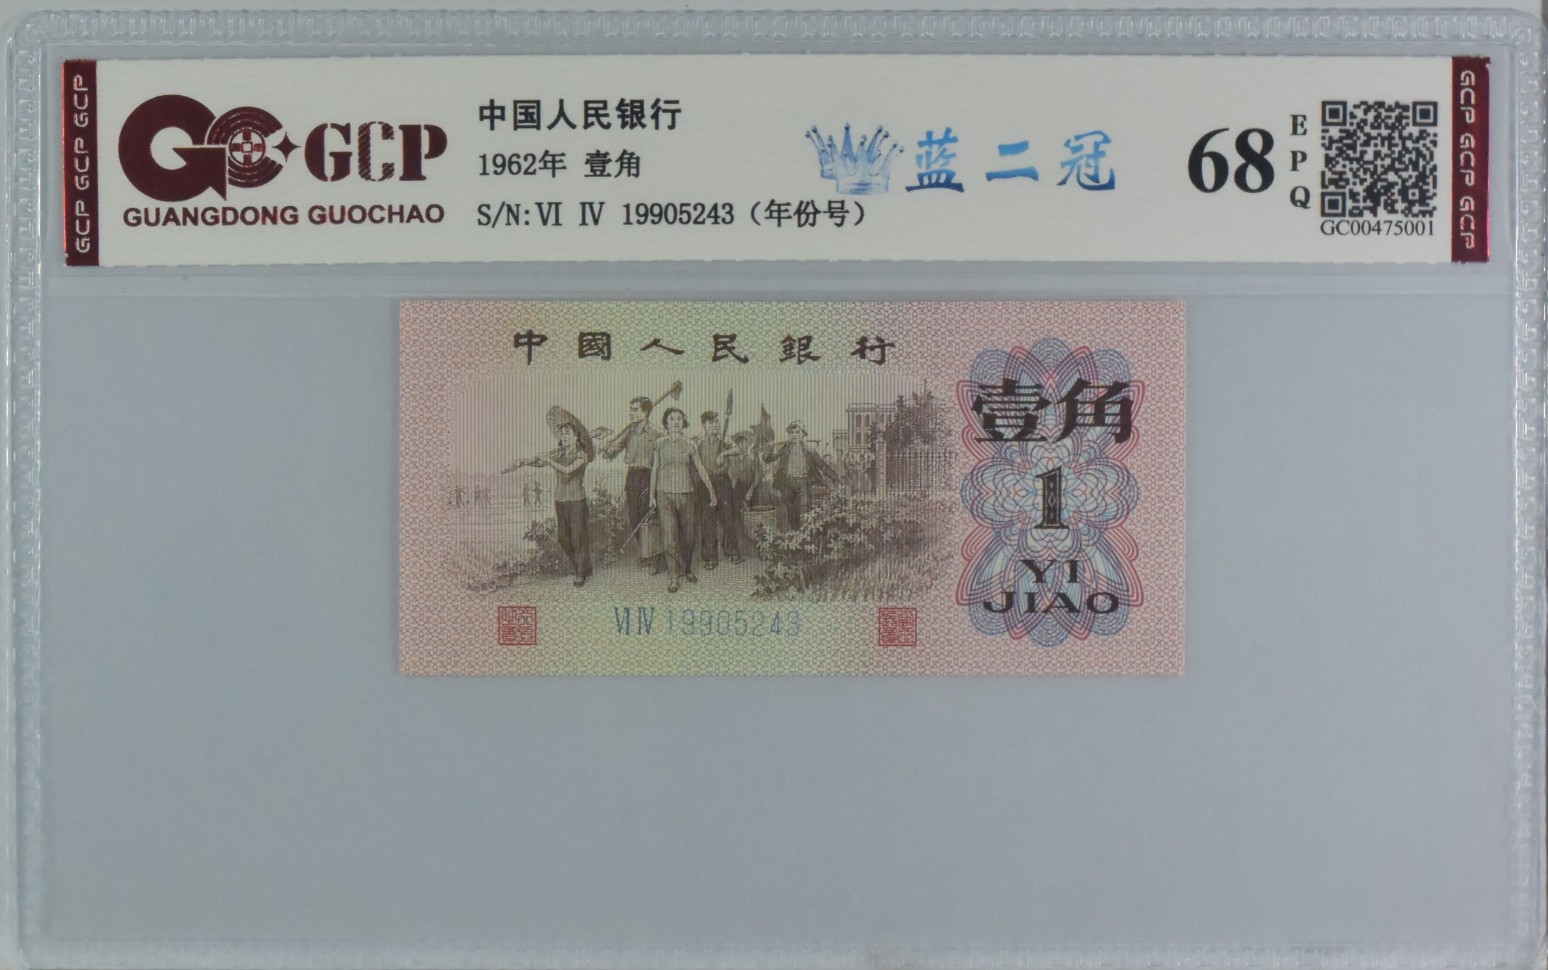 GCP GCP GCP
GCP
GUANGDONG GUOCHAO
中国人民银行
1962年 壹角
S/N: Ⅵ Ⅳ 19905243（年份号）
蓝二冠
68
EPQ
GC00475001
GCP GCP GCP
中國人民銀行
壹角
1
YI
JIAO
ⅥⅣ 19905243